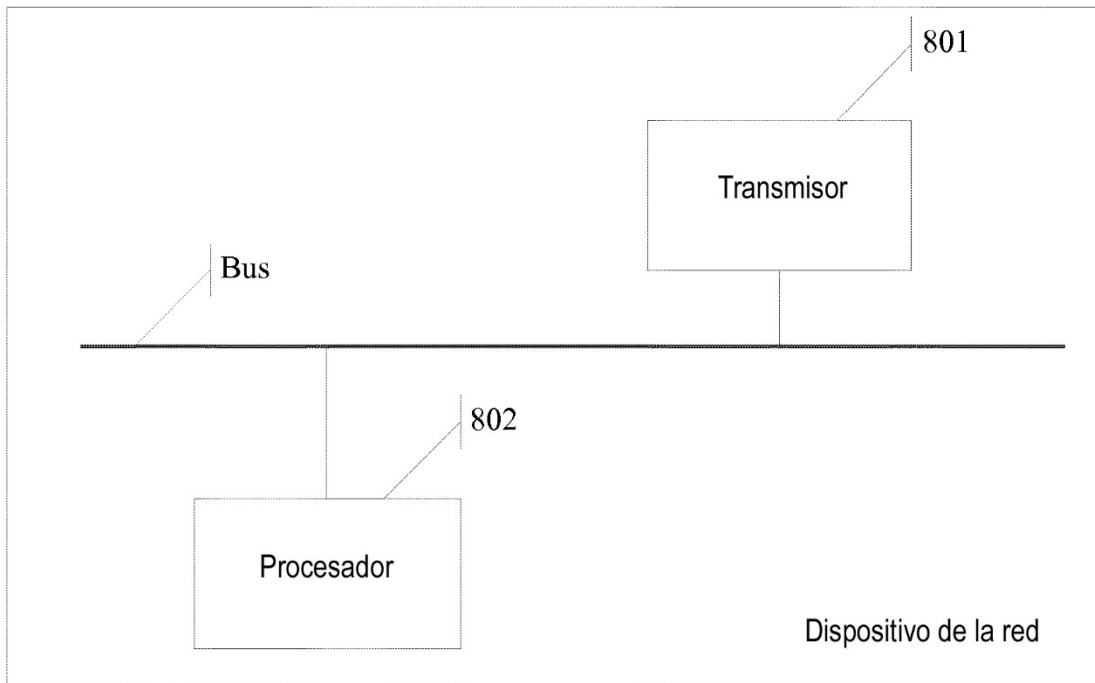 801
Transmisor
Bus
802
Procesador
Dispositivo de la red